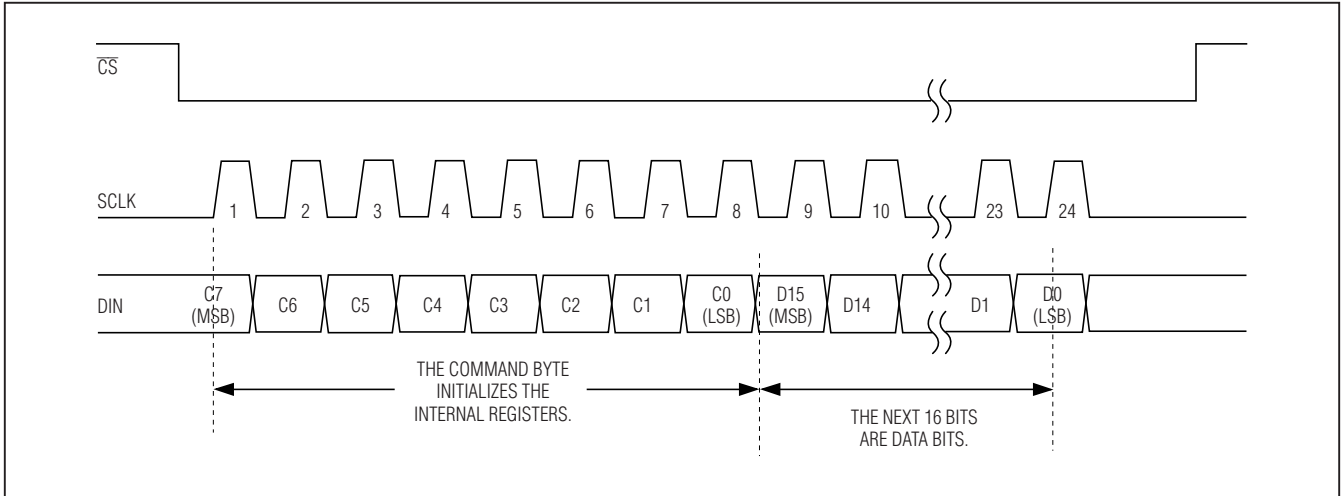 CS
SCLK
1 2 3 4 5 6 7 8 9 10 23 24
DIN
C7 (MSB) C6 C5 C4 C3 C2 C1 C0 (LSB) D15 (MSB) D14 D1 D0 (LSB)
THE COMMAND BYTE
INITIALIZES THE
INTERNAL REGISTERS.
THE NEXT 16 BITS
ARE DATA BITS.